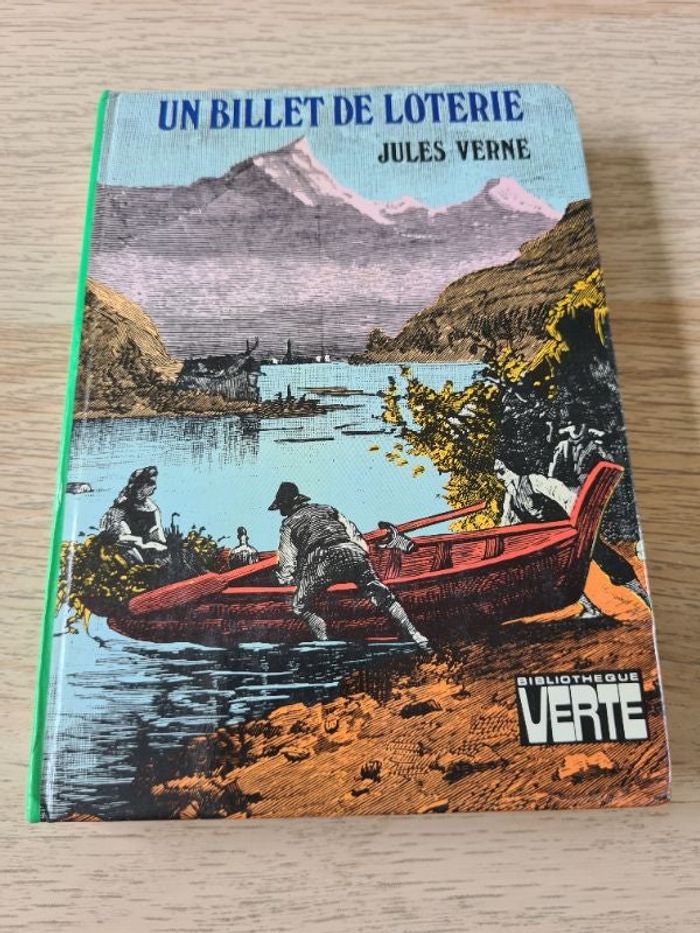 UN BILLET DE LOTERIE
JULES VERNE
BIBLIOTHEQUE
VERTE